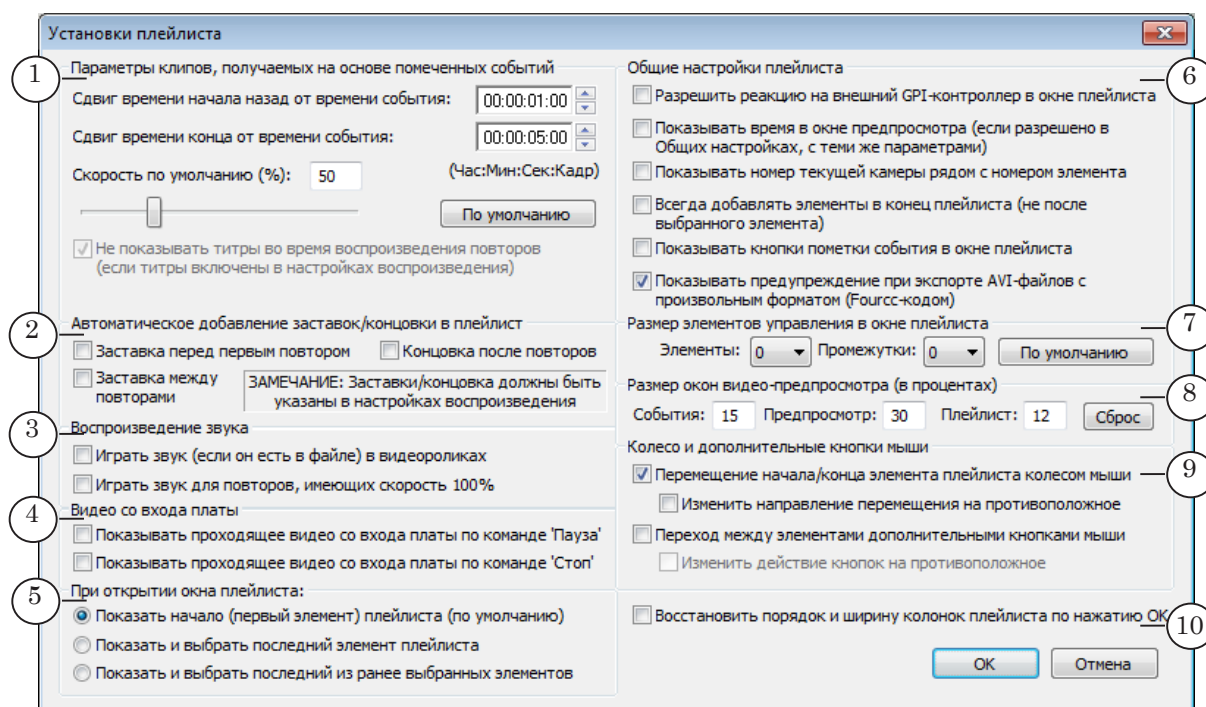 Установки плейлиста
1
Параметры клипов, получаемых на основе помеченных событий
Сдвиг времени начала назад от времени события:
00:00:01:00
Сдвиг времени конца от времени события:
00:00:05:00
Скорость по умолчанию (%):
50
(Час:Мин:Сек:Кадр)
По умолчанию
Не показывать титры во время воспроизведения повторов
(если титры включены в настройках воспроизведения)
2
Автоматическое добавление заставок/концовки в плейлист
Заставка перед первым повтором
Концовка после повторов
Заставка между
повторами
ЗАМЕЧАНИЕ: Заставки/концовка должны быть
указаны в настройках воспроизведения
3
Воспроизведение звука
Играть звук (если он есть в файле) в видеороликах
Играть звук для повторов, имеющих скорость 100%
4
Видео со входа платы
Показывать проходящее видео со входа платы по команде 'Пауза'
Показывать проходящее видео со входа платы по команде 'Стоп'
5
При открытии окна плейлиста:
Показать начало (первый элемент) плейлиста (по умолчанию)
Показать и выбрать последний элемент плейлиста
Показать и выбрать последний из ранее выбранных элементов
Общие настройки плейлиста
6
Разрешить реакцию на внешний GPI-контроллер в окне плейлиста
Показывать время в окне предпросмотра (если разрешено в
Общих настройках, с теми же параметрами)
Показывать номер текущей камеры рядом с номером элемента
Всегда добавлять элементы в конец плейлиста (не после
выбранного элемента)
Показывать кнопки пометки события в окне плейлиста
Показывать предупреждение при экспорте AVI-файлов с
произвольным форматом (Fourcc-кодом)
Размер элементов управления в окне плейлиста
7
Элементы:
0
Промежутки:
0
По умолчанию
Размер окон видео-предпросмотра (в процентах)
8
События:
15
Предпросмотр:
30
Плейлист:
12
Сброс
Колесо и дополнительные кнопки мыши
9
Перемещение начала/конца элемента плейлиста колесом мыши
Изменить направление перемещения на противоположное
Переход между элементами дополнительными кнопками мыши
Изменить действие кнопок на противоположное
Восстановить порядок и ширину колонок плейлиста по нажатию OK
10
OK
Отмена